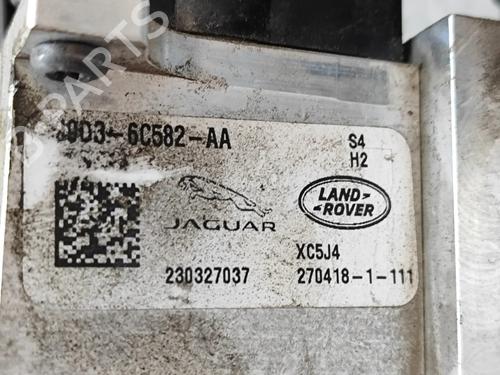 6C582-AA
S4
H2
JAGUAR
LAND-
-ROVER
XC5J4
230327037
270418-1-111